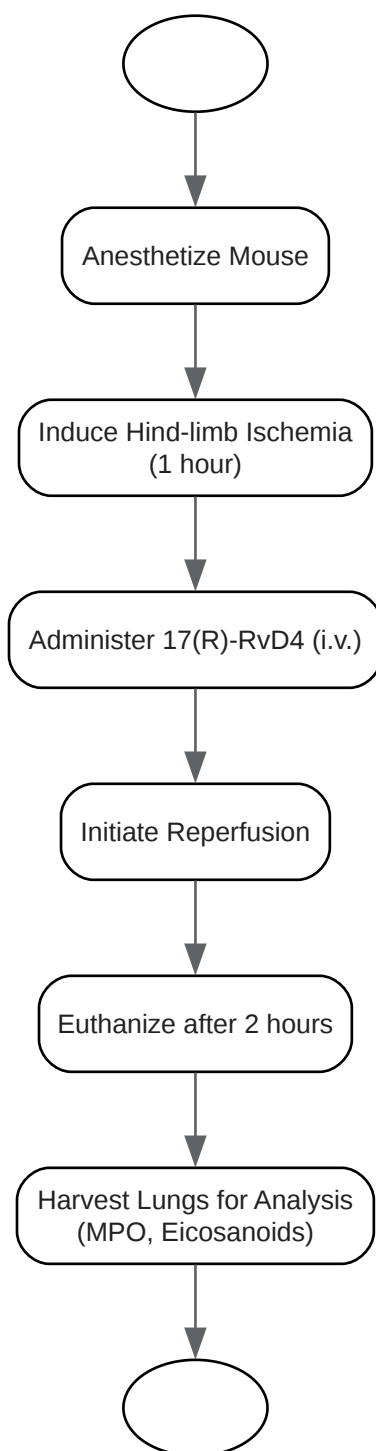 Anesthetize Mouse
Induce Hind-limb Ischemia
(1 hour)
Administer 17(R)-RvD4 (i.v.)
Initiate Reperfusion
Euthanize after 2 hours
Harvest Lungs for Analysis
(MPO, Eicosanoids)